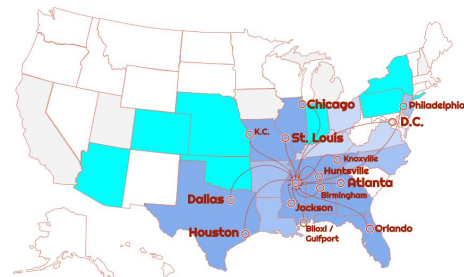 Chicago
Philadelphia
D.C.
K.C.
St. Louis
Knoxville
Huntsville
Atlanta
Birmingham
Dallas
Jackson
Houston
Biloxi /
Gulfport
Orlando